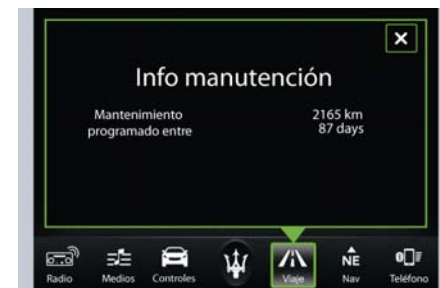 Info manutención
Mantenimiento 2165 km
programado entre 87 days
NE
Radio Medios Controles Viaje Nav Teléfono